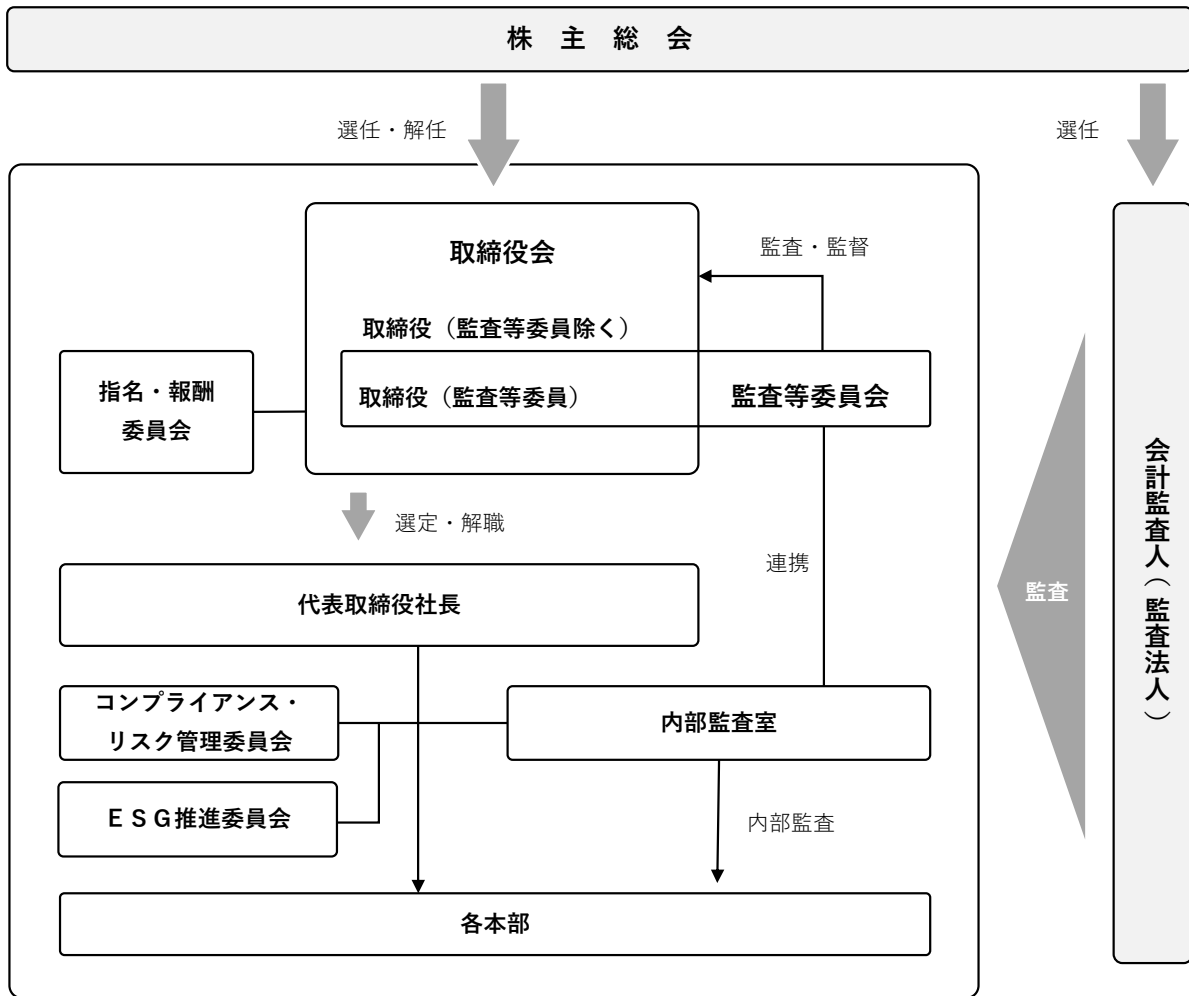 株 主 総 会
選任・解任
選任
取締役会
監査・監督
取締役（監査等委員除く）
指名・報酬
委員会
取締役（監査等委員）
監査等委員会
選定・解職
連携
代表取締役社長
コンプライアンス・
リスク管理委員会
内部監査室
ＥＳＧ推進委員会
内部監査
各本部
監査
会計監査人（監査法人）